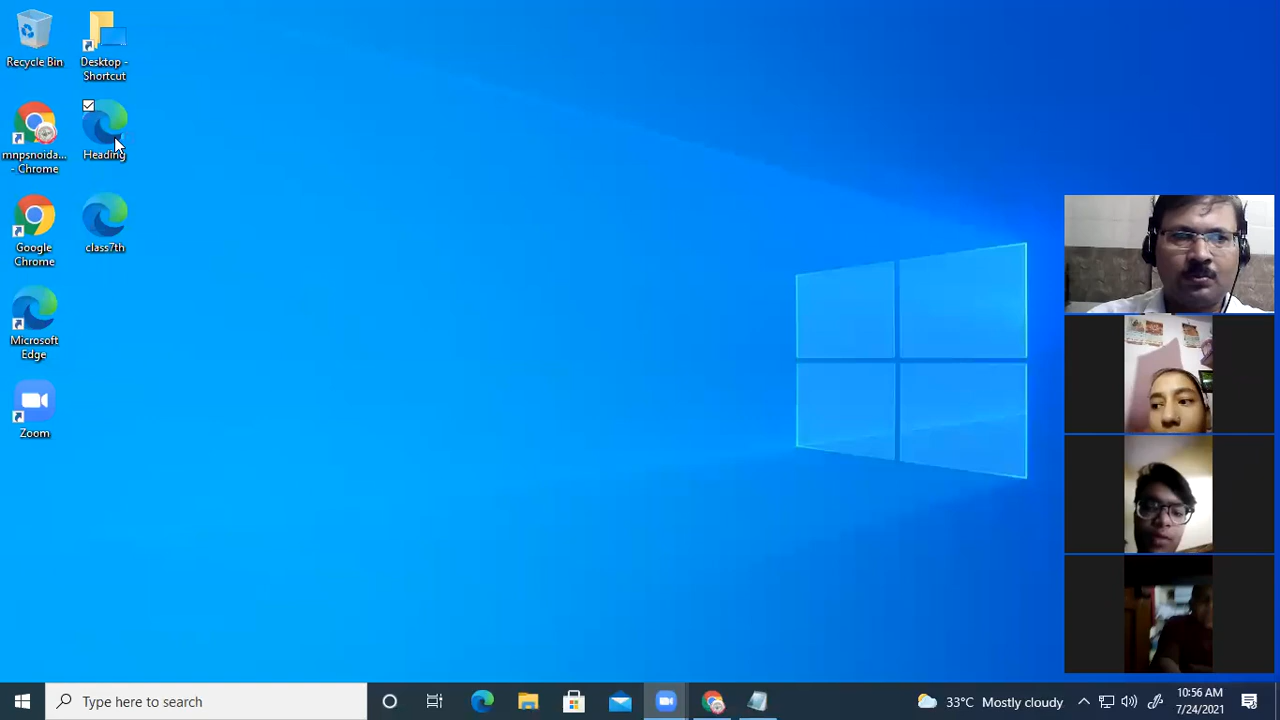 Recycle Bin
Desktop -
Shortcut
mnpsnoida...
- Chrome
Heading
Google
Chrome
class7th
Microsoft
Edge
Zoom
Type here to search
33°C Mostly cloudy
10:56 AM
7/24/2021